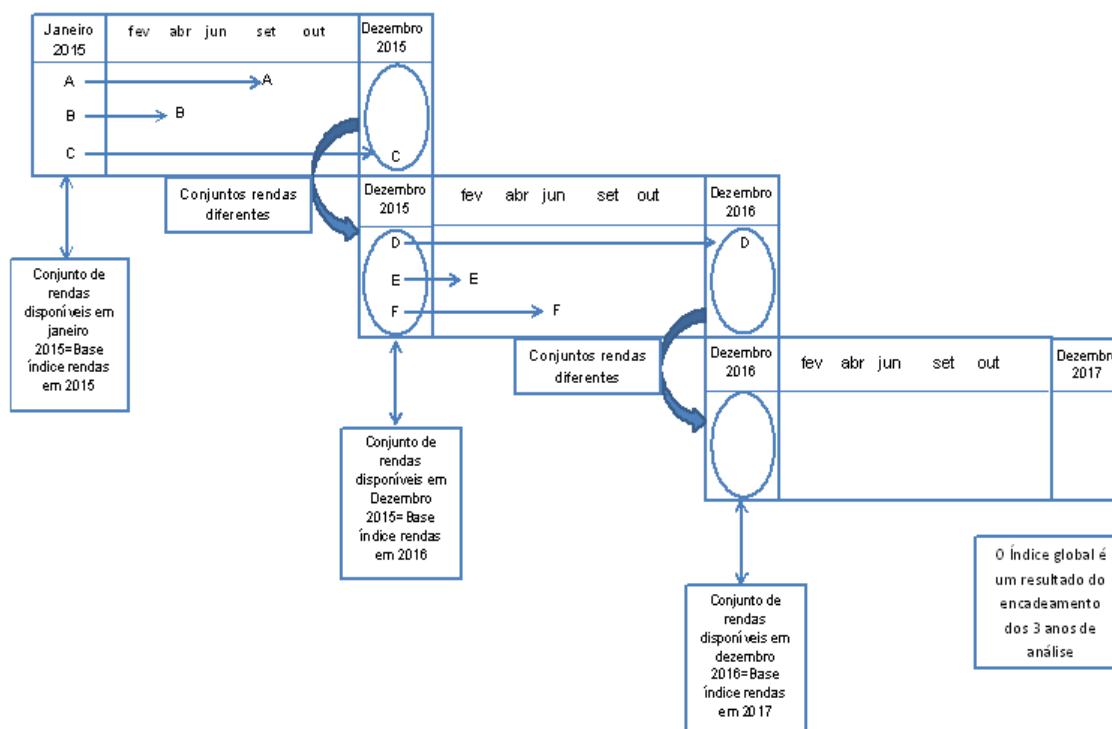 Janeiro
2015
fev abr jun set out
Dezembro
2015
A A
B B
C C
Conjuntos rendas
diferentes
Dezembro
2015
fev abr jun set out
Dezembro
2016
D D
E E
F F
Conjunto de
rendas
disponíveis em
janeiro
2015=Base
índice rendas
em 2015
Conjuntos rendas
diferentes
Dezembro
2016
fev abr jun set out
Dezembro
2017
Conjunto de
rendas
disponíveis em
Dezembro
2015=Base
índice rendas
em 2016
Conjunto de
rendas
disponíveis em
dezembro
2016=Base
índice rendas
em 2017
O Índice global é
um resultado do
encadeamento
dos 3 anos de
análise